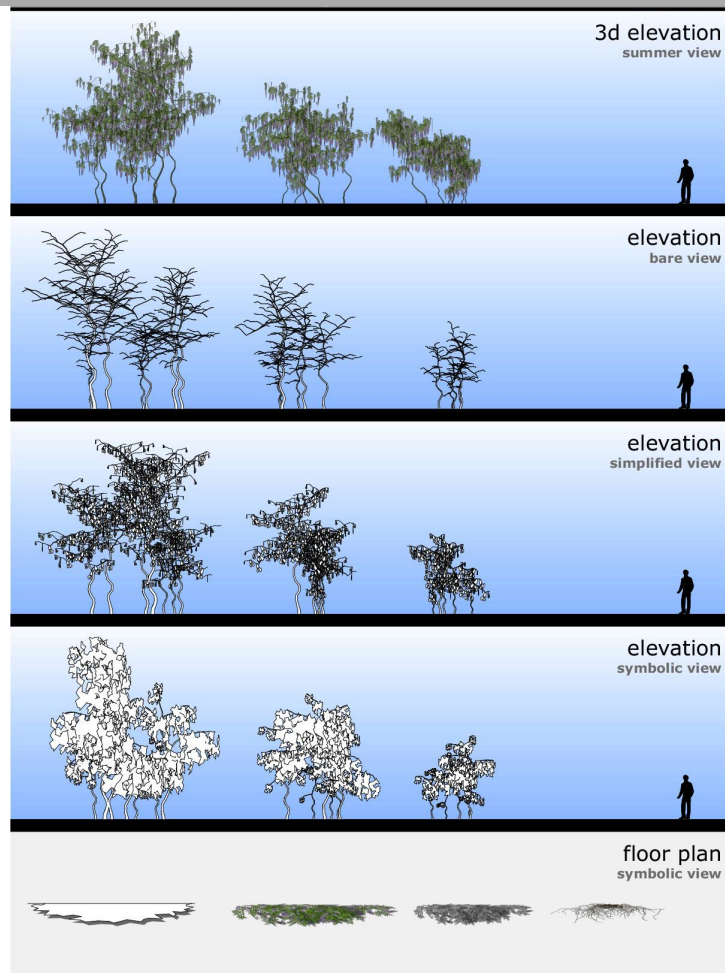 3d elevation
summer view
elevation
bare view
elevation
simplified view
elevation
symbolic view
floor plan
symbolic view